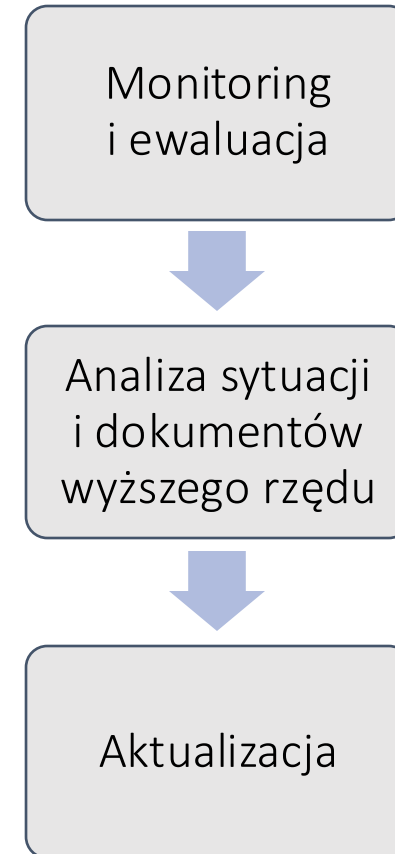 Monitoring
i ewaluacja
Analiza sytuacji
i dokumentów
wyższego rzędu
Aktualizacja